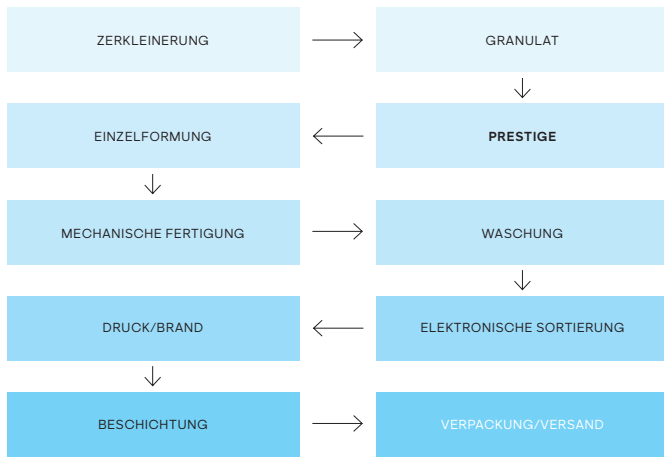 ZERKLEINERUNG
GRANULAT
PRESTIGE
EINZELFORMUNG
MECHANISCHE FERTIGUNG
WASCHUNG
ELEKTRONISCHE SORTIERUNG
DRUCK/BRAND
BESCHICHTUNG
VERPACKUNG/VERSAND